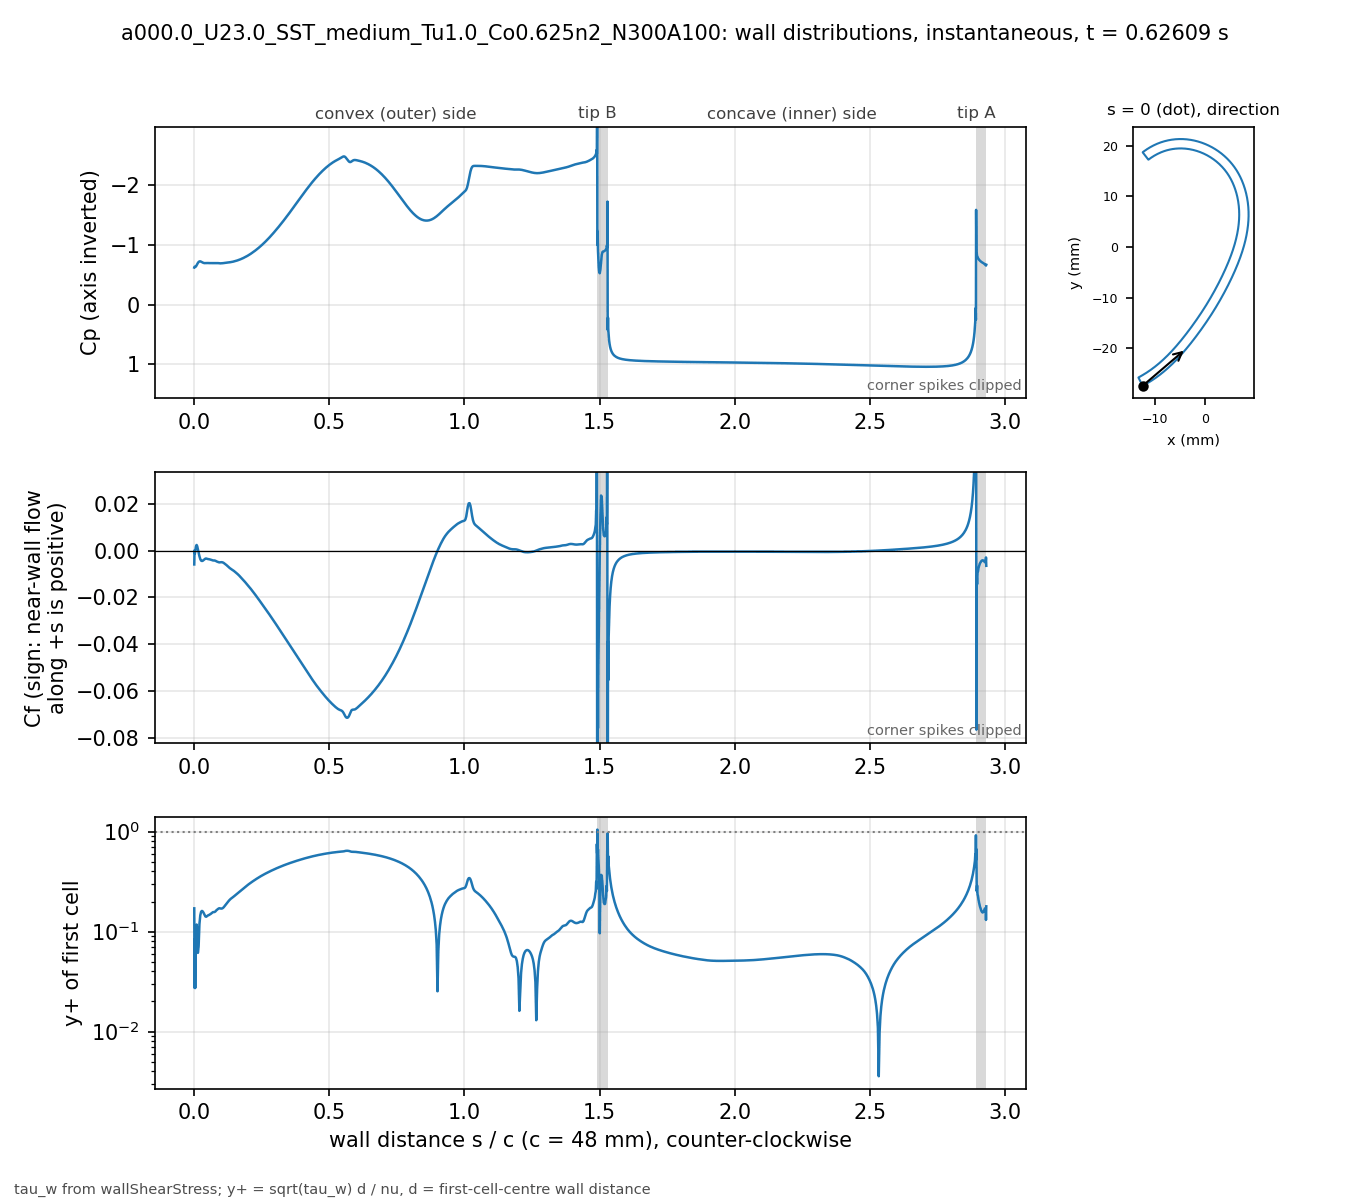 a000.0_U23.0_SST_medium_Tu1.0_Co0.625n2_N300A100: wall distributions, instantaneous, t = 0.62609 s
convex (outer) side
tip B
concave (inner) side
tip A
s = 0 (dot), direction
Cp (axis inverted)
−2
−1
0
1
corner spikes clipped
0.0 0.5 1.0 1.5 2.0 2.5 3.0
y (mm)
20
10
0
−10
−20
−10 0
x (mm)
Cf (sign: near-wall flow
along +s is positive)
0.02
0.00
−0.02
−0.04
−0.06
−0.08
corner spikes clipped
0.0 0.5 1.0 1.5 2.0 2.5 3.0
y+ of first cell
10⁰
10⁻¹
10⁻²
0.0 0.5 1.0 1.5 2.0 2.5 3.0
wall distance s / c (c = 48 mm), counter-clockwise
tau_w from wallShearStress; y+ = sqrt(tau_w) d / nu, d = first-cell-centre wall distance